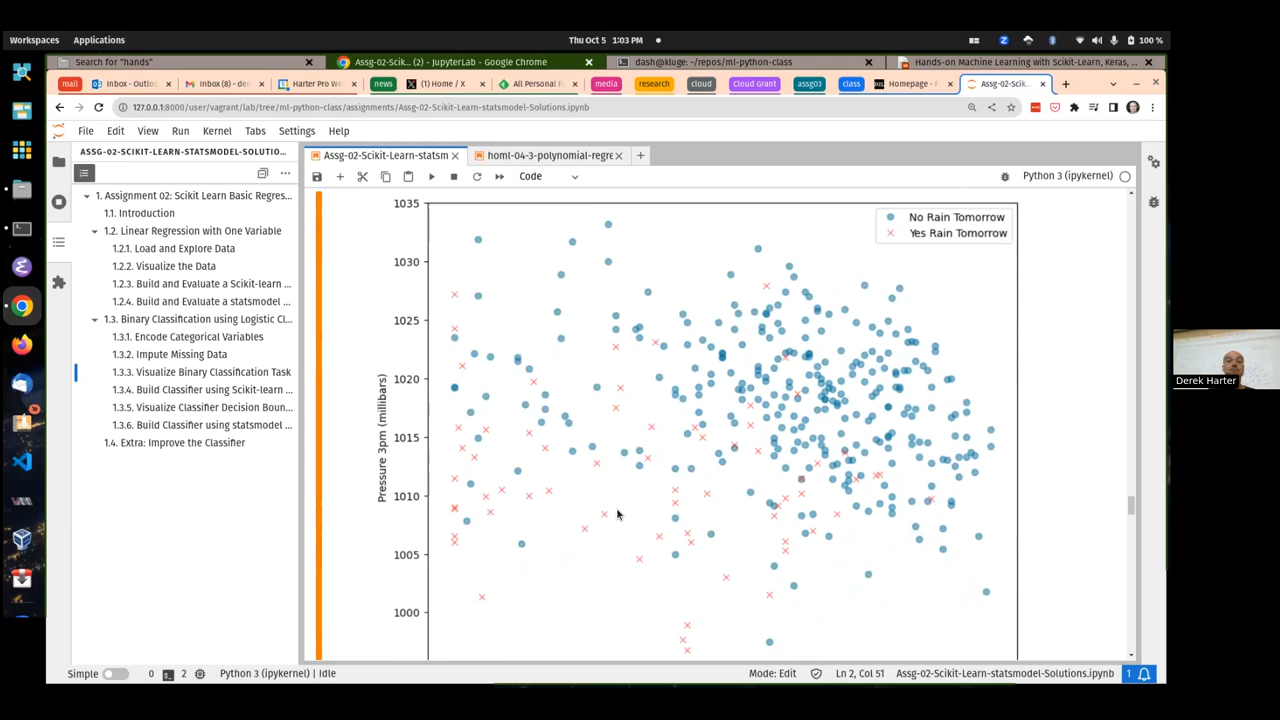 Workspaces Applications Thu Oct 5 1:03 PM 100 %
Search for "hands" × Assg-02-Scik... (2) - JupyterLab - Google Chrome × dash@kluge: ~/repos/ml-python-class × Hands-on Machine Learning with Scikit-Learn, Keras, ... ×
mail Inbox - Outloo Inbox (8) - der Harter Pro We news (1) Home / X All Personal F media research cloud Cloud Grant assg03 class Homepage - Assg-02-Scik
127.0.0.1:8000/user/vagrant/lab/tree/ml-python-class/assignments/Assg-02-Scikit-Learn-statsmodel-Solutions.ipynb
File Edit View Run Kernel Tabs Settings Help
ASSG-02-SCIKIT-LEARN-STATSMODEL-SOLUTIO...
Assg-02-Scikit-Learn-statsm × homl-04-3-polynomial-regre × +
Code Python 3 (ipykernel)
1. Assignment 02: Scikit Learn Basic Regres...
1.1. Introduction
1.2. Linear Regression with One Variable
1.2.1. Load and Explore Data
1.2.2. Visualize the Data
1.2.3. Build and Evaluate a Scikit-learn ...
1.2.4. Build and Evaluate a statsmodel ...
1.3. Binary Classification using Logistic Cl...
1.3.1. Encode Categorical Variables
1.3.2. Impute Missing Data
1.3.3. Visualize Binary Classification Task
1.3.4. Build Classifier using Scikit-learn ...
1.3.5. Visualize Classifier Decision Boun...
1.3.6. Build Classifier using statsmodel ...
1.4. Extra: Improve the Classifier
No Rain Tomorrow
Yes Rain Tomorrow
Pressure 3pm (millibars)
1035
1030
1025
1020
1015
1010
1005
1000
Derek Harter
Simple 0 2 Python 3 (ipykernel) | Idle Mode: Edit Ln 2, Col 51 Assg-02-Scikit-Learn-statsmodel-Solutions.ipynb 1